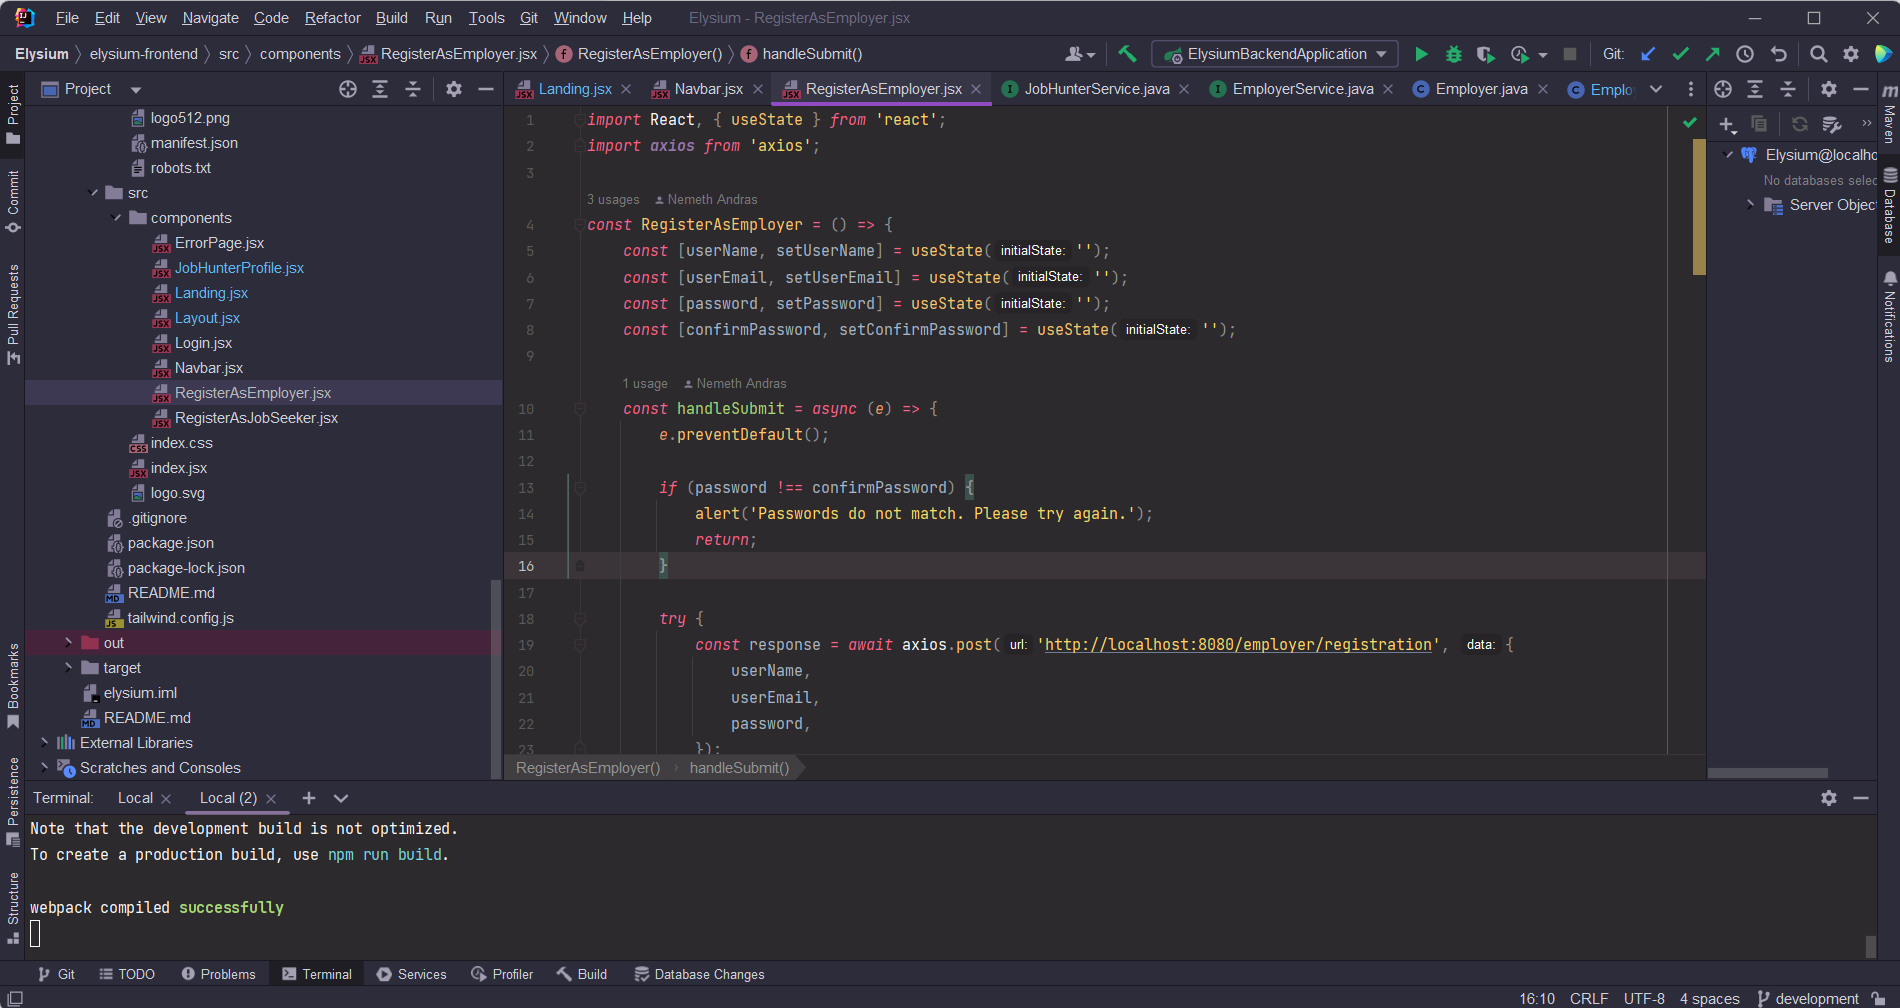 File Edit View Navigate Code Refactor Build Run Tools Git Window Help Elysium - RegisterAsEmployer.jsx
Elysium elysium-frontend src components RegisterAsEmployer.jsx RegisterAsEmployer() handleSubmit() ElysiumBackendApplication Git:
Project
Landing.jsx Navbar.jsx RegisterAsEmployer.jsx JobHunterService.java EmployerService.java Employer.java Emplo
Project
Commit
Pull Requests
Bookmarks
Persistence
Structure
logo512.png
manifest.json
robots.txt
src
components
ErrorPage.jsx
JobHunterProfile.jsx
Landing.jsx
Layout.jsx
Login.jsx
Navbar.jsx
RegisterAsEmployer.jsx
RegisterAsJobSeeker.jsx
index.css
index.jsx
logo.svg
.gitignore
package.json
package-lock.json
README.md
tailwind.config.js
out
target
elysium.iml
README.md
External Libraries
Scratches and Consoles
1 import React, { useState } from 'react';
2 import axios from 'axios';
3
3 usages Nemeth Andras
4 const RegisterAsEmployer = () => {
5 const [userName, setUserName] = useState( initialState: '');
6 const [userEmail, setUserEmail] = useState( initialState: '');
7 const [password, setPassword] = useState( initialState: '');
8 const [confirmPassword, setConfirmPassword] = useState( initialState: '');
9
1 usage Nemeth Andras
10 const handleSubmit = async (e) => {
11 e.preventDefault();
12
13 if (password !== confirmPassword) {
14 alert('Passwords do not match. Please try again.');
15 return;
16 }
17
18 try {
19 const response = await axios.post( url: 'http://localhost:8080/employer/registration', data: {
20 userName,
21 userEmail,
22 password,
23 });
RegisterAsEmployer() handleSubmit()
Elysium@localho
No databases selec
Server Objec
Maven
Database
Notifications
Terminal: Local Local (2)
Note that the development build is not optimized.
To create a production build, use npm run build.
webpack compiled successfully
Git TODO Problems Terminal Services Profiler Build Database Changes
16:10 CRLF UTF-8 4 spaces development